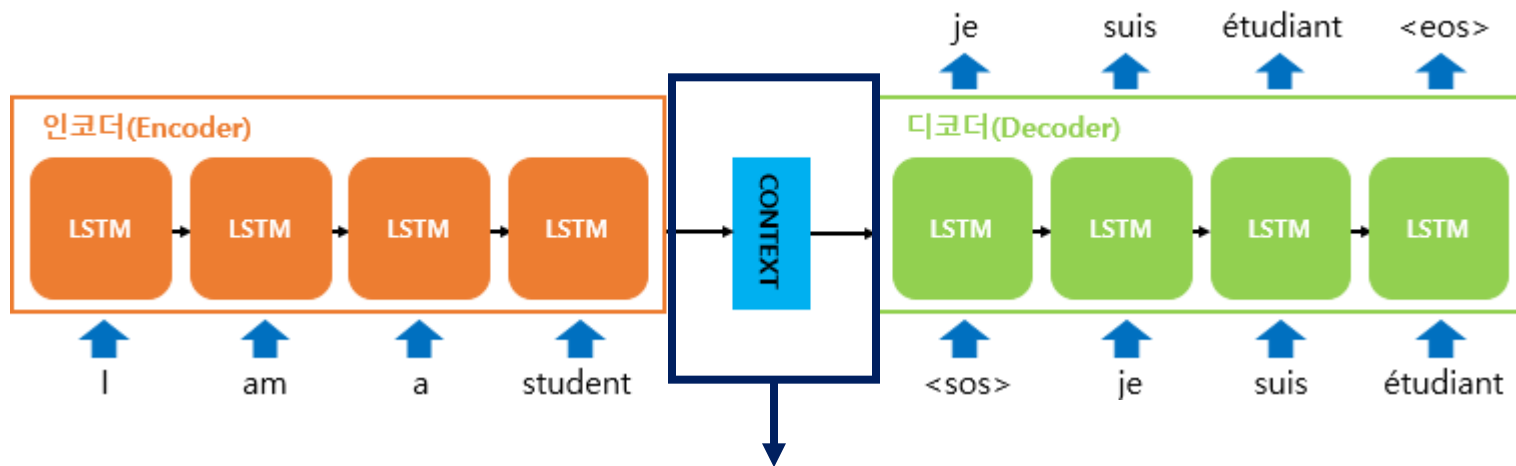 je suis étudiant <eos>
인코더(Encoder)
디코더(Decoder)
LSTM LSTM LSTM LSTM
CONTEXT
LSTM LSTM LSTM LSTM
I am a student
<sos> je suis étudiant